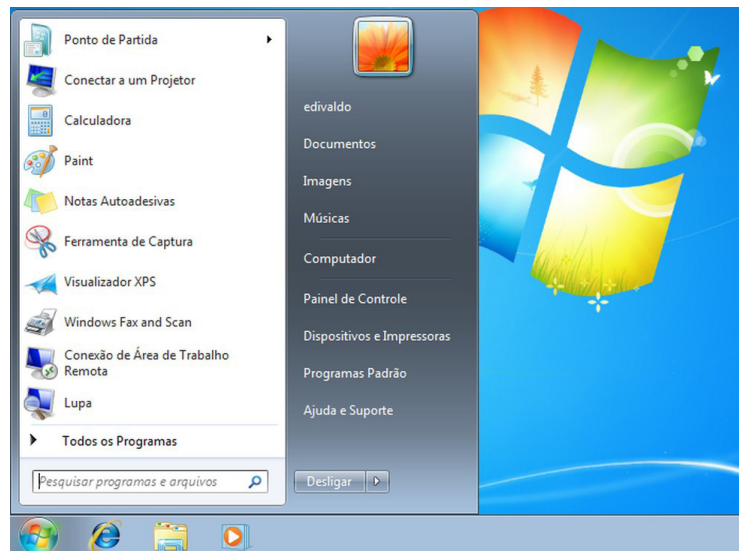 Ponto de Partida
Conectar a um Projetor
Calculadora
Paint
Notas Autoadesivas
Ferramenta de Captura
Visualizador XPS
Windows Fax and Scan
Conexão de Área de Trabalho
Remota
Lupa
Todos os Programas
Pesquisar programas e arquivos
edivaldo
Documentos
Imagens
Músicas
Computador
Painel de Controle
Dispositivos e Impressoras
Programas Padrão
Ajuda e Suporte
Desligar